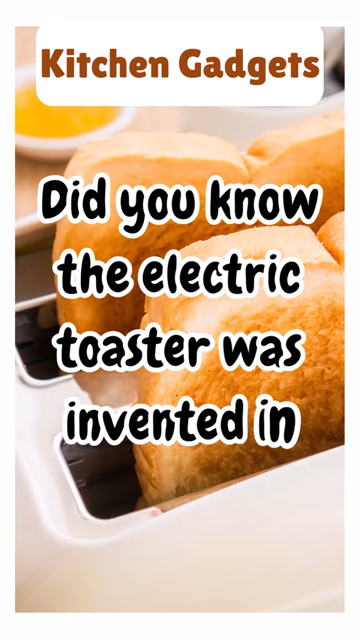 Kitchen Gadgets
Did you know
the electric
toaster was
invented in